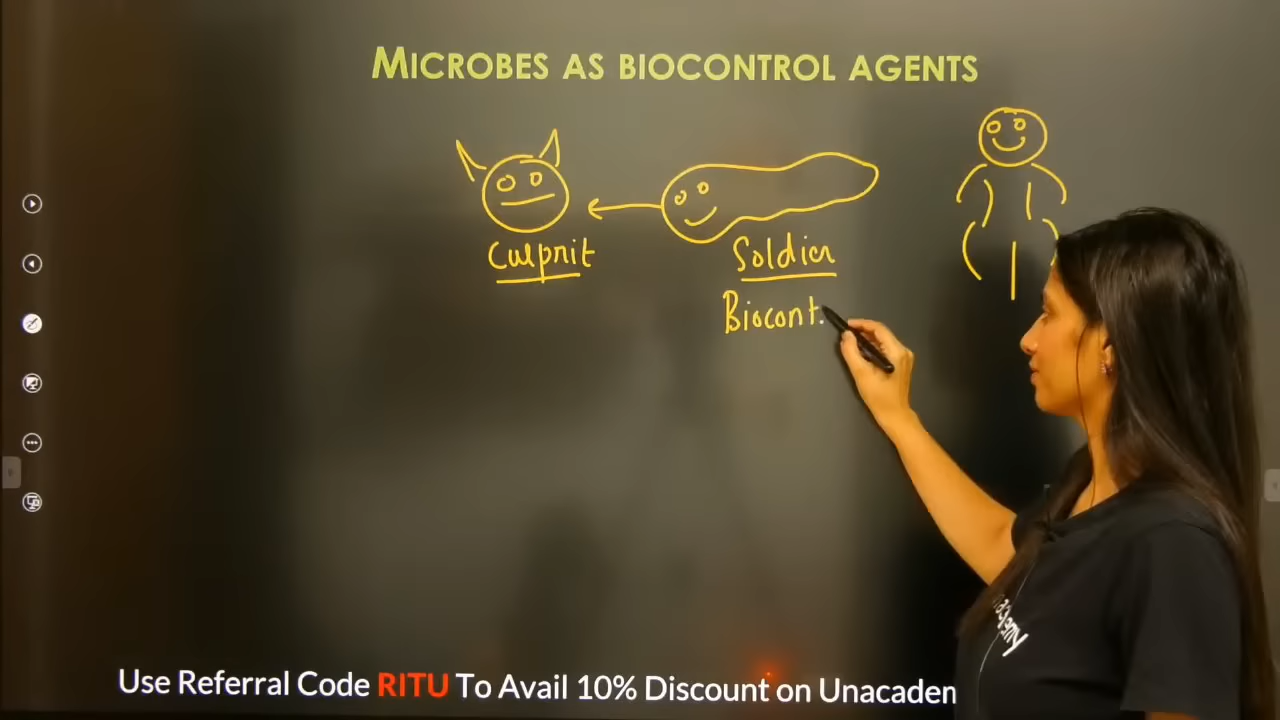 MICROBES AS BIOCONTROL AGENTS
Culprit
Soldier
Biocont.
Use Referral Code RITU To Avail 10% Discount on Unacaden